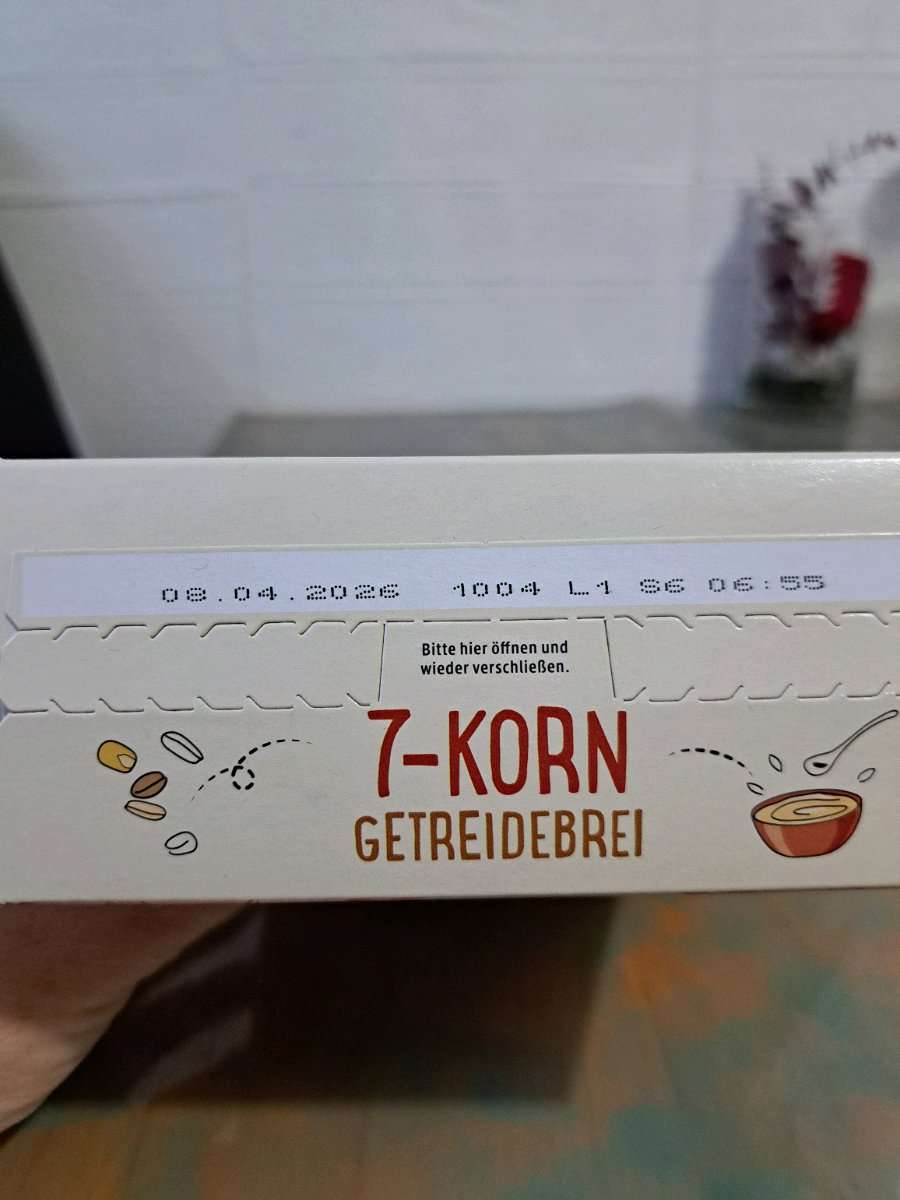 08.04.2026 1004 L1 S6 06:55
Bitte hier öffnen und
wieder verschließen.
7-KORN
GETREIDEBREI